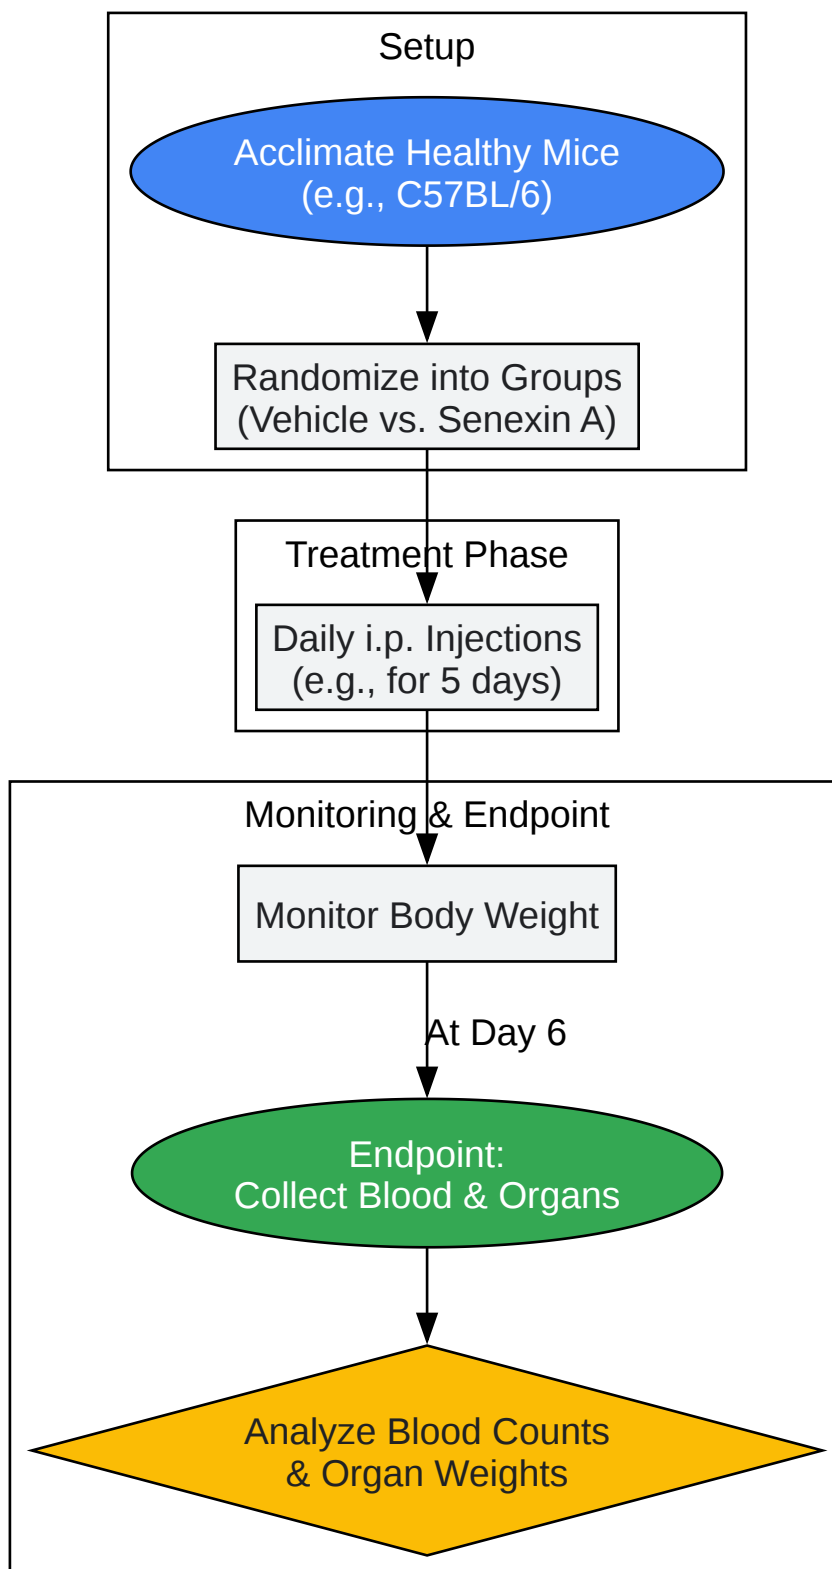 Setup
Acclimate Healthy Mice
(e.g., C57BL/6)
Randomize into Groups
(Vehicle vs. Senexin A)
Treatment Phase
Daily i.p. Injections
(e.g., for 5 days)
Monitoring & Endpoint
Monitor Body Weight
At Day 6
Endpoint:
Collect Blood & Organs
Analyze Blood Counts
& Organ Weights